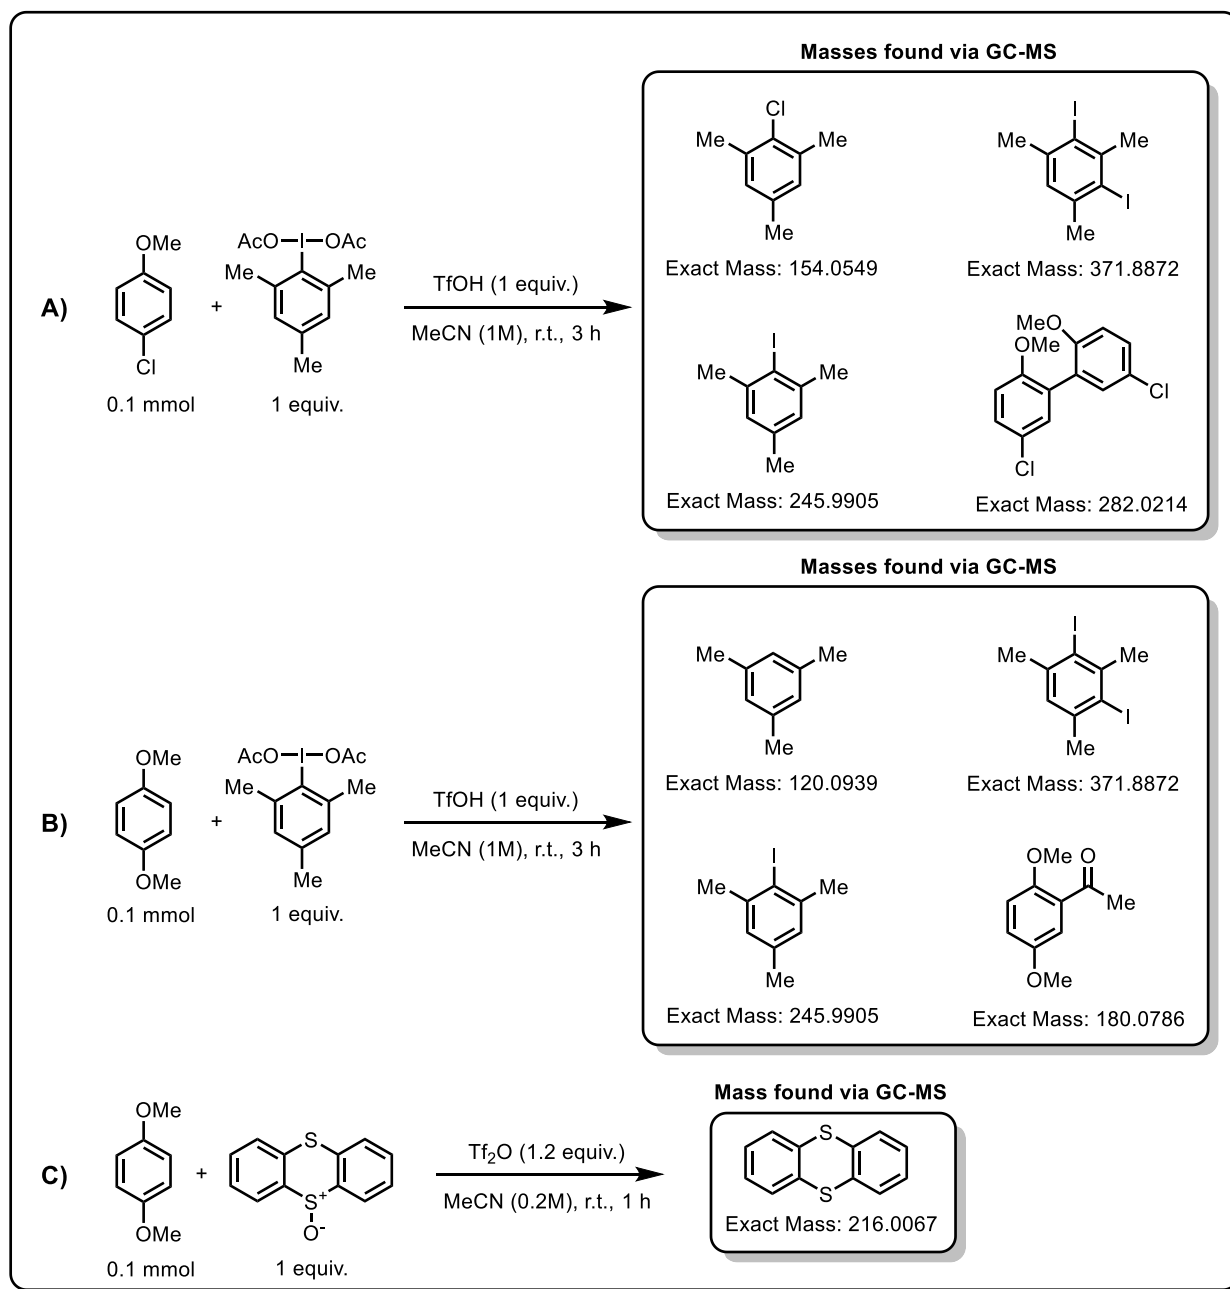 Masses found via GC-MS
Cl
Me Me
Me
Exact Mass: 154.0549
I
Me Me
I
Me
Exact Mass: 371.8872
A)
OMe
Cl
0.1 mmol
+
AcO I OAc
Me Me
Me
1 equiv.
TfOH (1 equiv.)
MeCN (1M), r.t., 3 h
I
Me Me
Me
Exact Mass: 245.9905
MeO
OMe
Cl
Cl
Exact Mass: 282.0214
Masses found via GC-MS
Me Me
Me
Exact Mass: 120.0939
I
Me Me
I
Me
Exact Mass: 371.8872
B)
OMe
OMe
0.1 mmol
+
AcO I OAc
Me Me
Me
1 equiv.
TfOH (1 equiv.)
MeCN (1M), r.t., 3 h
I
Me Me
Me
Exact Mass: 245.9905
OMe O
Me
OMe
Exact Mass: 180.0786
Mass found via GC-MS
C)
OMe
OMe
0.1 mmol
+
S
S+
O-
1 equiv.
Tf2O (1.2 equiv.)
MeCN (0.2M), r.t., 1 h
S
S
Exact Mass: 216.0067